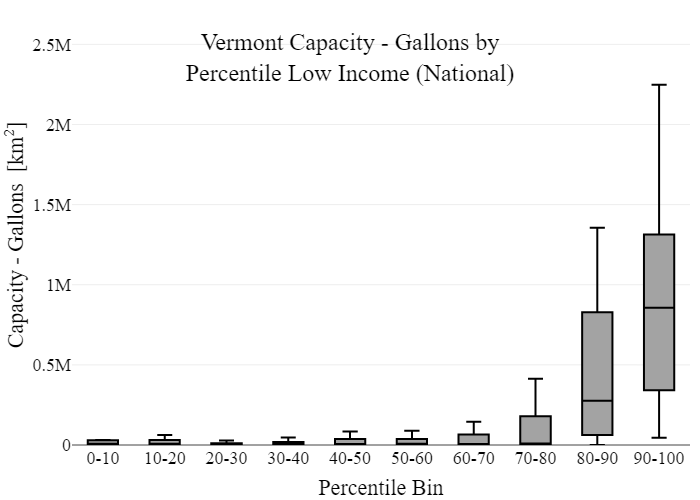 Vermont Capacity - Gallons by
Percentile Low Income (National)
Capacity - Gallons [km²]
2.5M
2M
1.5M
1M
0.5M
0
0-10 10-20 20-30 30-40 40-50 50-60 60-70 70-80 80-90 90-100
Percentile Bin